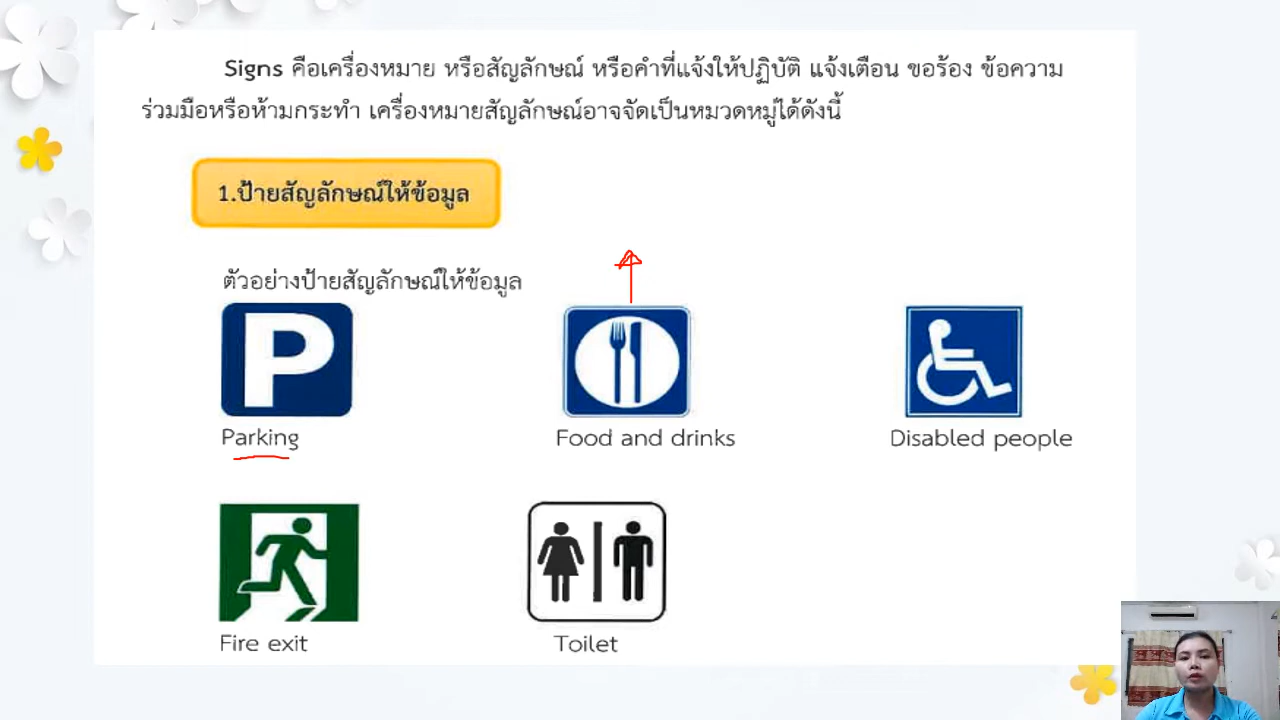 Signs คือเครื่องหมาย หรือสัญลักษณ์ หรือคำที่แจ้งให้ปฏิบัติ แจ้งเตือน ขอร้อง ข้อความ
ร่วมมือหรือห้ามกระทำ เครื่องหมายสัญลักษณ์อาจจัดเป็นหมวดหมู่ได้ดังนี้
1.ป้ายสัญลักษณ์ให้ข้อมูล
ตัวอย่างป้ายสัญลักษณ์ให้ข้อมูล
P
Parking
Food and drinks
Disabled people
Fire exit
Toilet